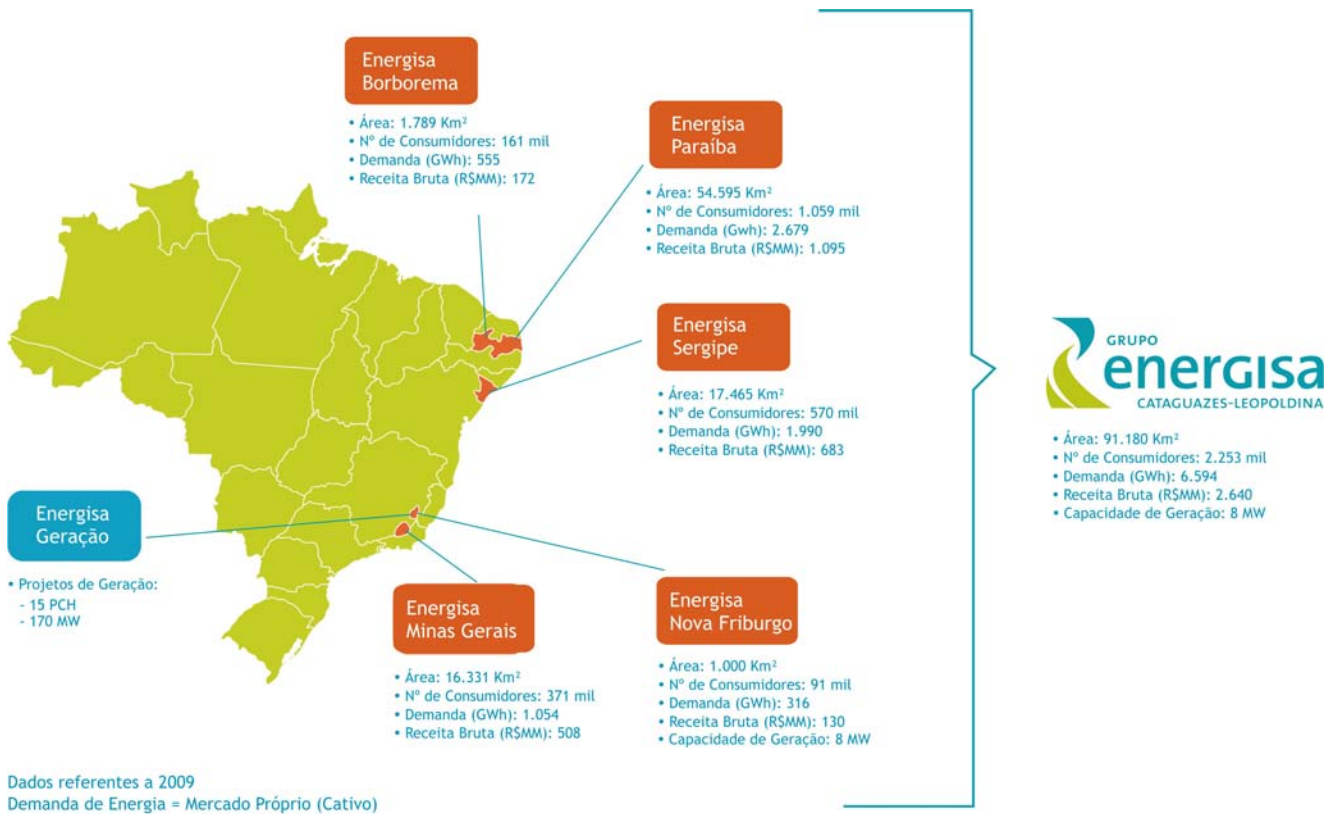 Energisa
Borborema
• Área: 1.789 Km²
• Nº de Consumidores: 161 mil
• Demanda (GWh): 555
• Receita Bruta (R$MM): 172
Energisa
Paraíba
• Área: 54.595 Km²
• Nº de Consumidores: 1.059 mil
• Demanda (Gwh): 2.679
• Receita Bruta (R$MM): 1.095
Energisa
Sergipe
• Área: 17.465 Km²
• Nº de Consumidores: 570 mil
• Demanda (GWh): 1.990
• Receita Bruta (R$MM): 683
GRUPO
energisa
CATAGUAZES-LEOPOLDINA
• Área: 91.180 Km²
• Nº de Consumidores: 2.253 mil
• Demanda (GWh): 6.594
• Receita Bruta (R$MM): 2.640
• Capacidade de Geração: 8 MW
Energisa
Geração
• Projetos de Geração:
- 15 PCH
- 170 MW
Energisa
Minas Gerais
• Área: 16.331 Km²
• Nº de Consumidores: 371 mil
• Demanda (GWh): 1.054
• Receita Bruta (R$MM): 508
Energisa
Nova Friburgo
• Área: 1.000 Km²
• Nº de Consumidores: 91 mil
• Demanda (GWh): 316
• Receita Bruta (R$MM): 130
• Capacidade de Geração: 8 MW
Dados referentes a 2009
Demanda de Energia = Mercado Próprio (Cativo)